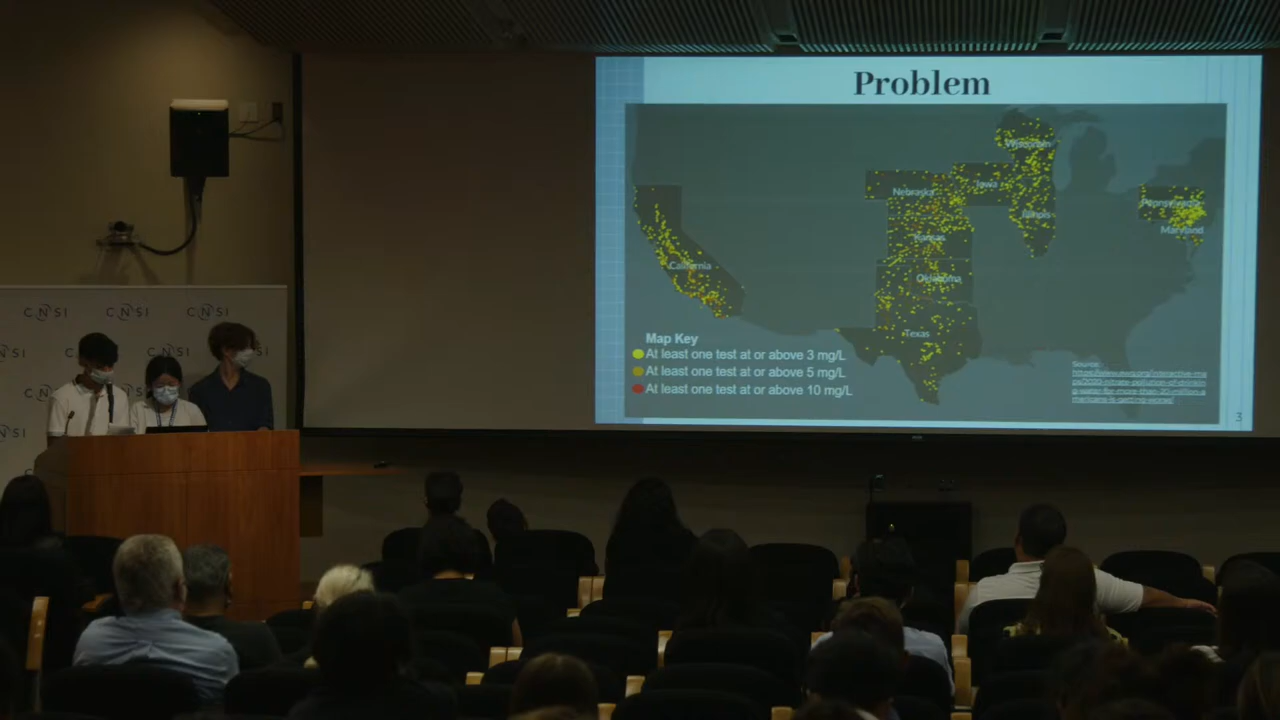 Problem
Wisconsin
Iowa
Nebraska
Pennsylvania
Illinois
Maryland
Kansas
California
Oklahoma
Texas
Map Key
At least one test at or above 3 mg/L
At least one test at or above 5 mg/L
At least one test at or above 10 mg/L
Source:
3
CNSI CNSI CNSI